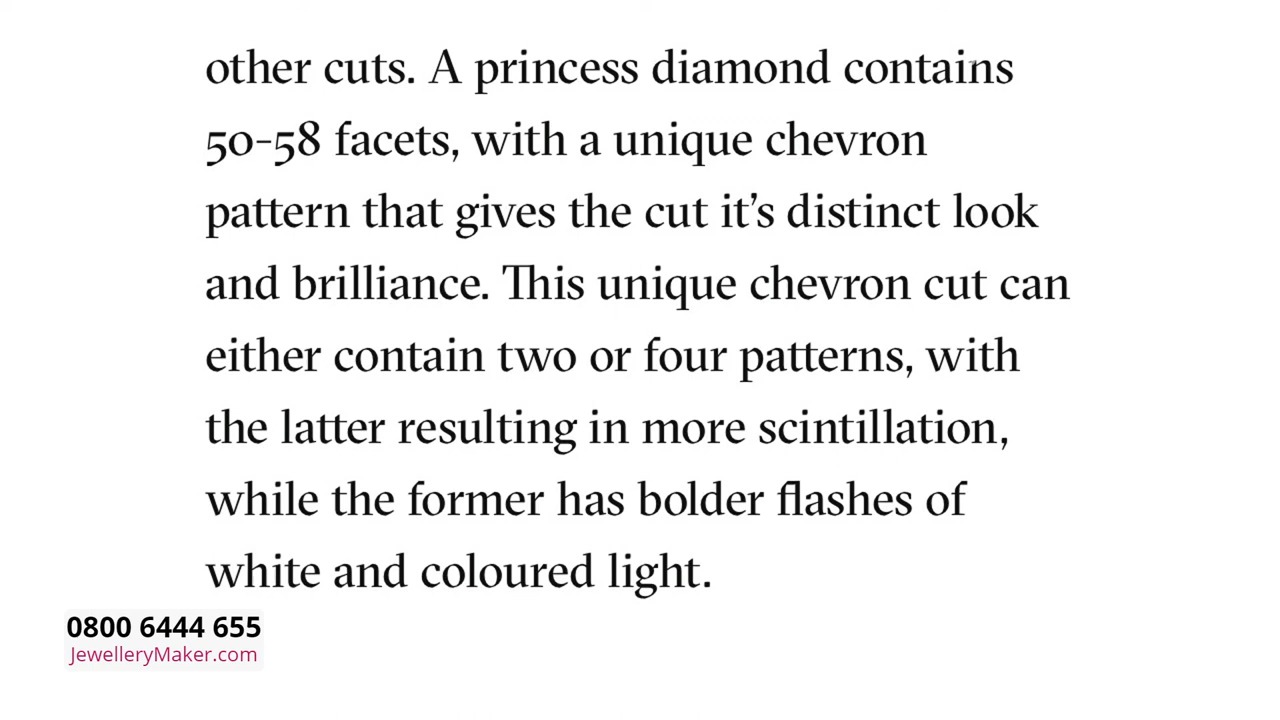 other cuts. A princess diamond contains
50-58 facets, with a unique chevron
pattern that gives the cut it's distinct look
and brilliance. This unique chevron cut can
either contain two or four patterns, with
the latter resulting in more scintillation,
while the former has bolder flashes of
white and coloured light.
0800 6444 655
JewelleryMaker.com